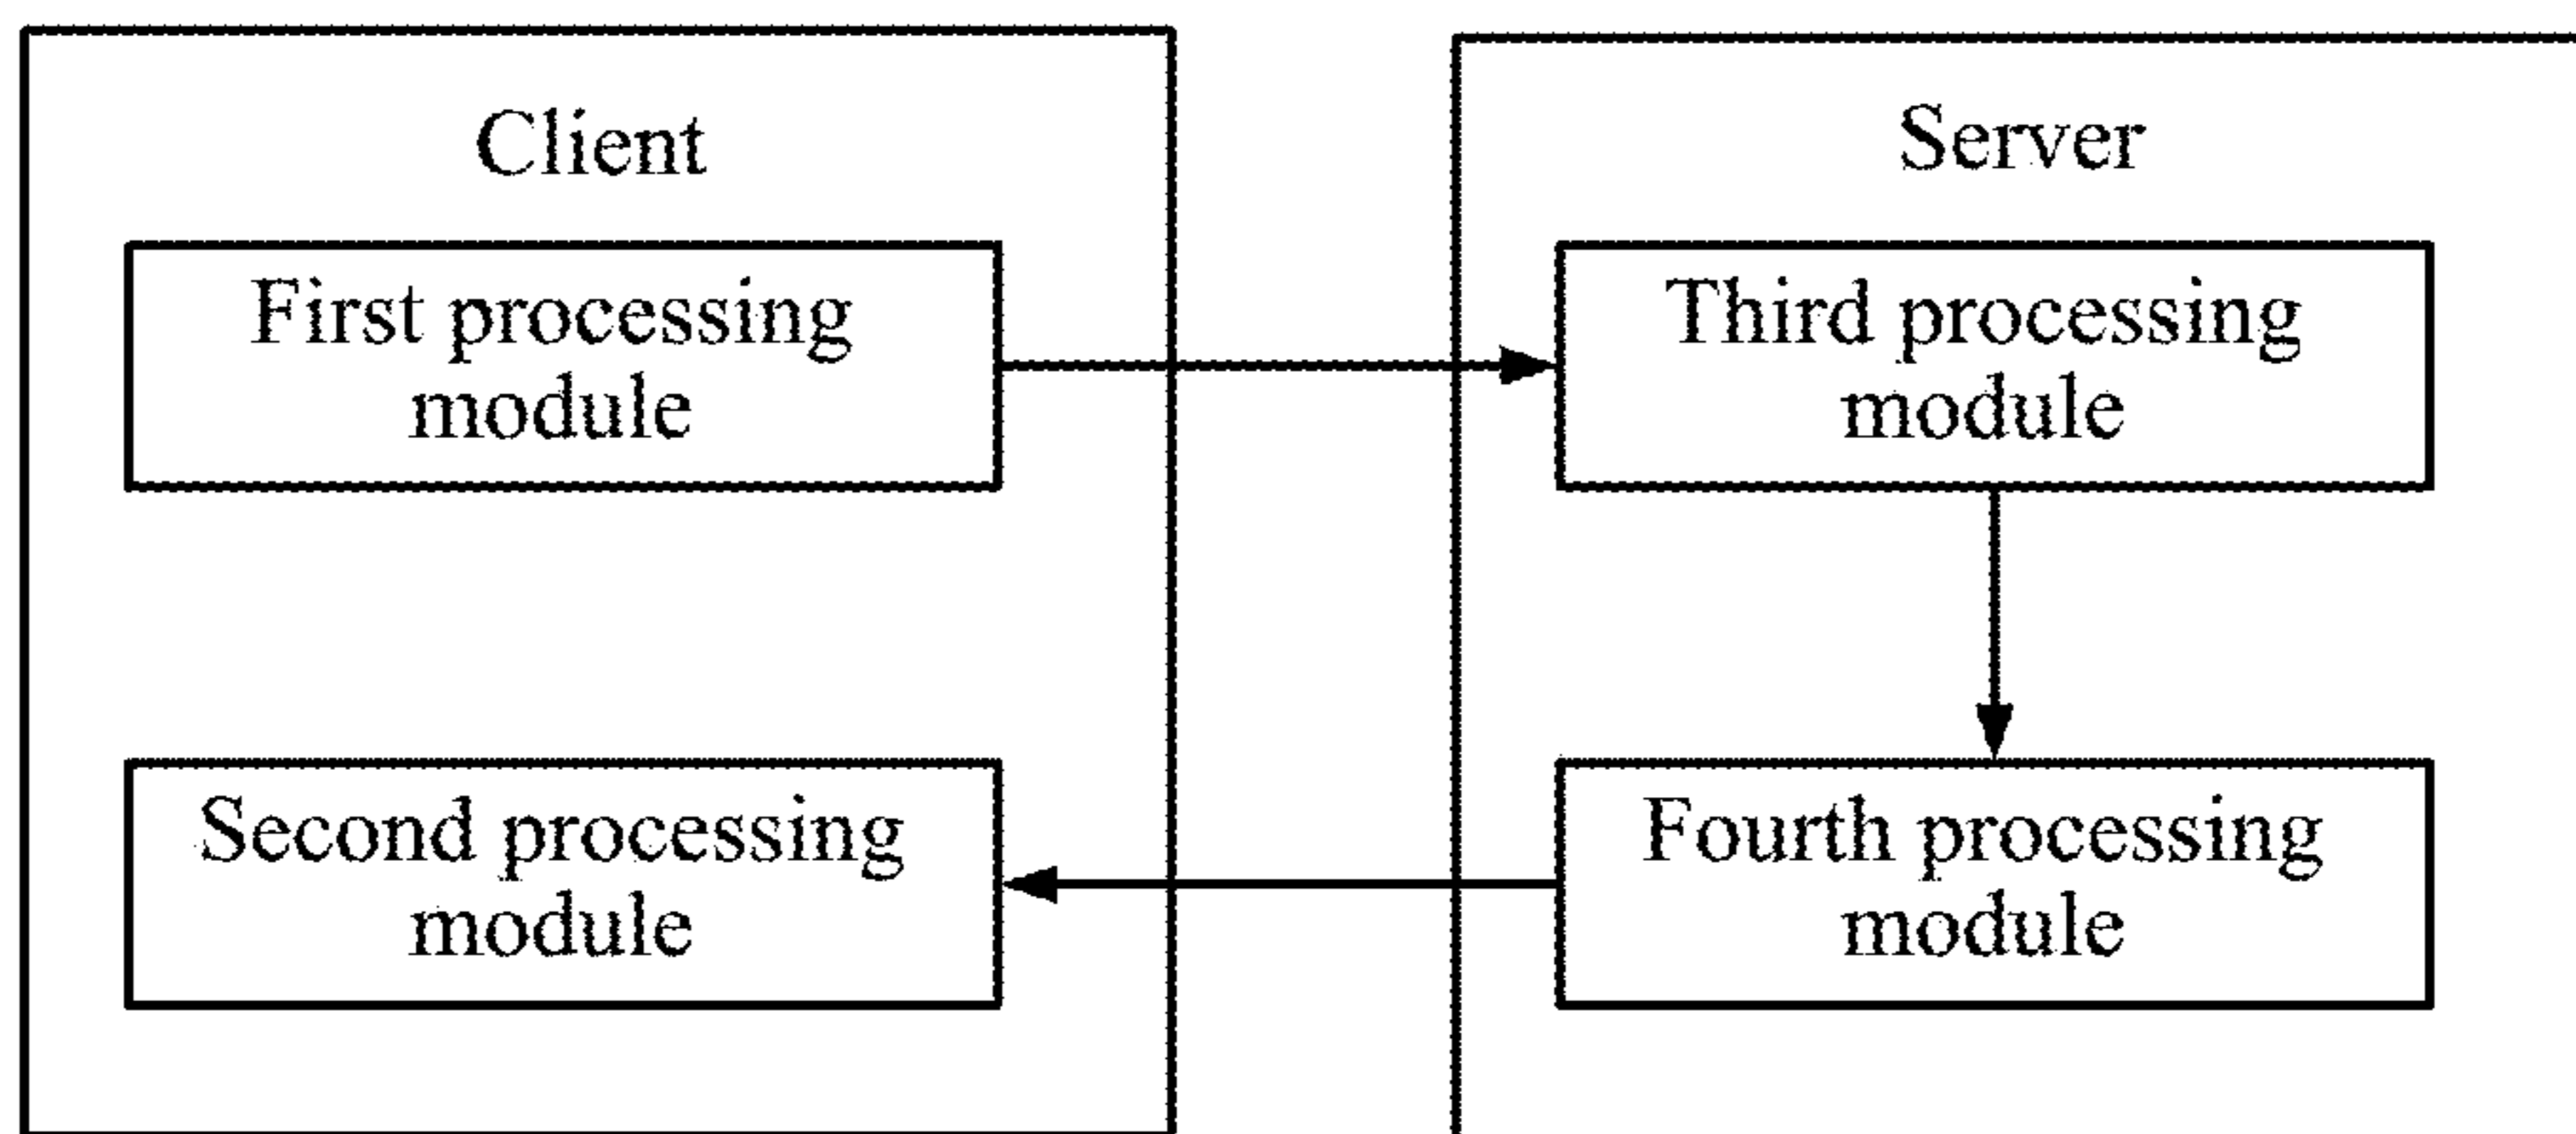 Client
First processing
module
Second processing
module
Server
Third processing
module
Fourth processing
module